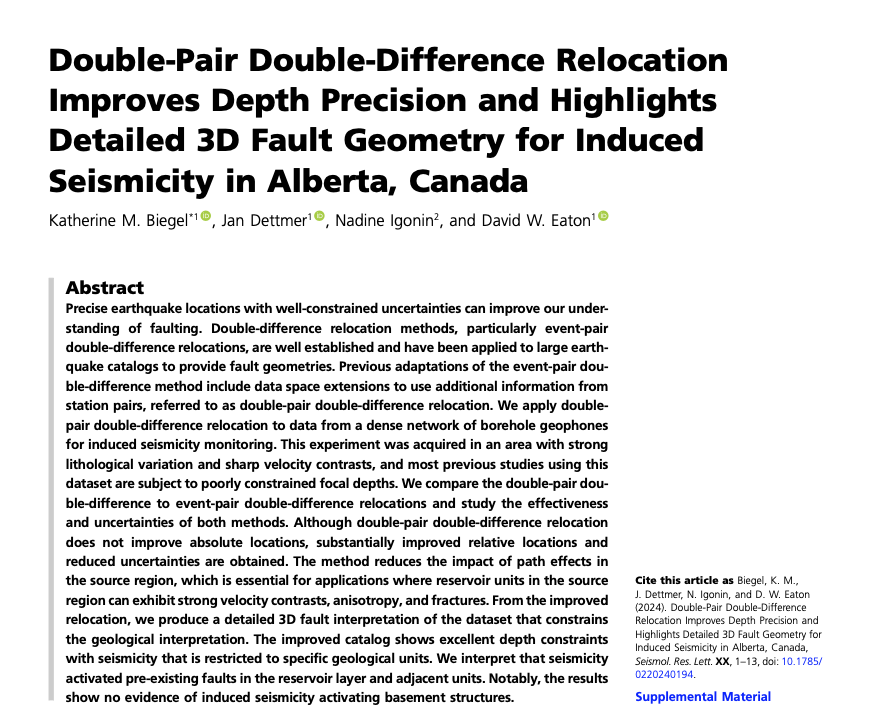 Double-Pair Double-Difference Relocation
Improves Depth Precision and Highlights
Detailed 3D Fault Geometry for Induced
Seismicity in Alberta, Canada
Katherine M. Biegel*1, Jan Dettmer1, Nadine Igonin2, and David W. Eaton1
Abstract
Precise earthquake locations with well-constrained uncertainties can improve our under-
standing of faulting. Double-difference relocation methods, particularly event-pair
double-difference relocations, are well established and have been applied to large earth-
quake catalogs to provide fault geometries. Previous adaptations of the event-pair dou-
ble-difference method include data space extensions to use additional information from
station pairs, referred to as double-pair double-difference relocation. We apply double-
pair double-difference relocation to data from a dense network of borehole geophones
for induced seismicity monitoring. This experiment was acquired in an area with strong
lithological variation and sharp velocity contrasts, and most previous studies using this
dataset are subject to poorly constrained focal depths. We compare the double-pair dou-
ble-difference to event-pair double-difference relocations and study the effectiveness
and uncertainties of both methods. Although double-pair double-difference relocation
does not improve absolute locations, substantially improved relative locations and
reduced uncertainties are obtained. The method reduces the impact of path effects in
the source region, which is essential for applications where reservoir units in the source
region can exhibit strong velocity contrasts, anisotropy, and fractures. From the improved
relocation, we produce a detailed 3D fault interpretation of the dataset that constrains
the geological interpretation. The improved catalog shows excellent depth constraints
with seismicity that is restricted to specific geological units. We interpret that seismicity
activated pre-existing faults in the reservoir layer and adjacent units. Notably, the results
show no evidence of induced seismicity activating basement structures.
Cite this article as Biegel, K. M.,
J. Dettmer, N. Igonin, and D. W. Eaton
(2024). Double-Pair Double-Difference
Relocation Improves Depth Precision and
Highlights Detailed 3D Fault Geometry for
Induced Seismicity in Alberta, Canada,
Seismol. Res. Lett. XX, 1–13, doi: 10.1785/
0220240194.
Supplemental Material